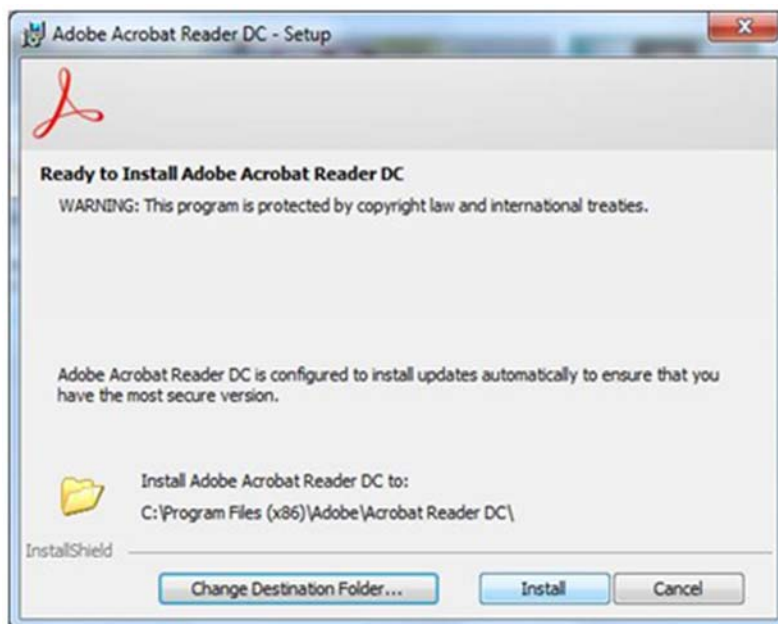 Adobe Acrobat Reader DC - Setup
Ready to Install Adobe Acrobat Reader DC
WARNING: This program is protected by copyright law and international treaties.
Adobe Acrobat Reader DC is configured to install updates automatically to ensure that you
have the most secure version.
Install Adobe Acrobat Reader DC to:
C:\Program Files (x86)\Adobe\Acrobat Reader DC\
InstallShield
Change Destination Folder...
Install
Cancel